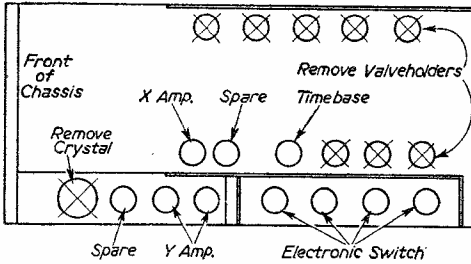 Front
of
Chassis
Remove Valveholders
X Amp.
Spare
Timebase
Remove
Crystal
Spare
Y Amp.
Electronic Switch